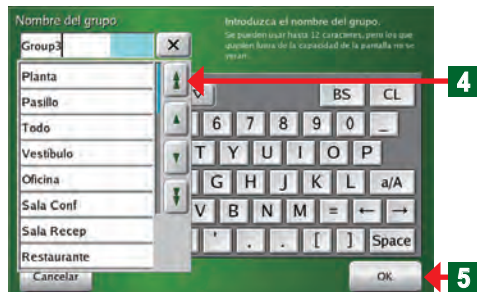 Nombre del grupo
Introduzca el nombre del grupo.
Se pueden usar hasta 12 caracteres, pero los que
queden fuera de la capacidad de la pantalla no se
verán.
Group3
X
Planta
Pasillo
Todo
Vestíbulo
Oficina
Sala Conf
Sala Recep
Restaurante
BS CL
6 7 8 9 0 _
T Y U I O P
G H J K L a/A
V B N M = ← →
' . . [ ] Space
Cancelar
OK
4
5